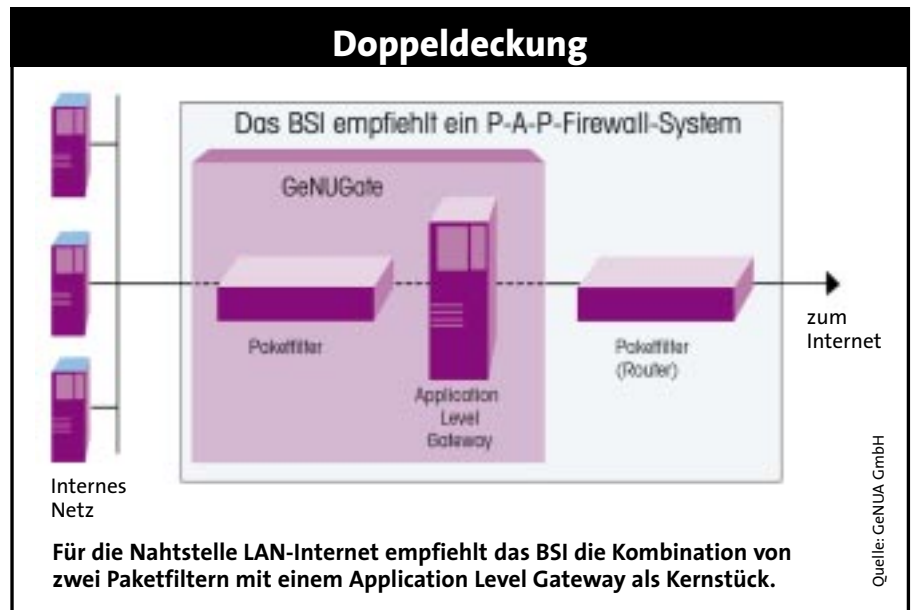 Doppeldeckung
Das BSI empfiehlt ein P-A-P-Firewall-System
GeNUGate
Paketfilter
Application
Level
Gateway
Paketfilter
(Router)
zum
Internet
Internes
Netz
Quelle: GeNUA GmbH
Für die Nahtstelle LAN-Internet empfiehlt das BSI die Kombination von
zwei Paketfiltern mit einem Application Level Gateway als Kernstück.